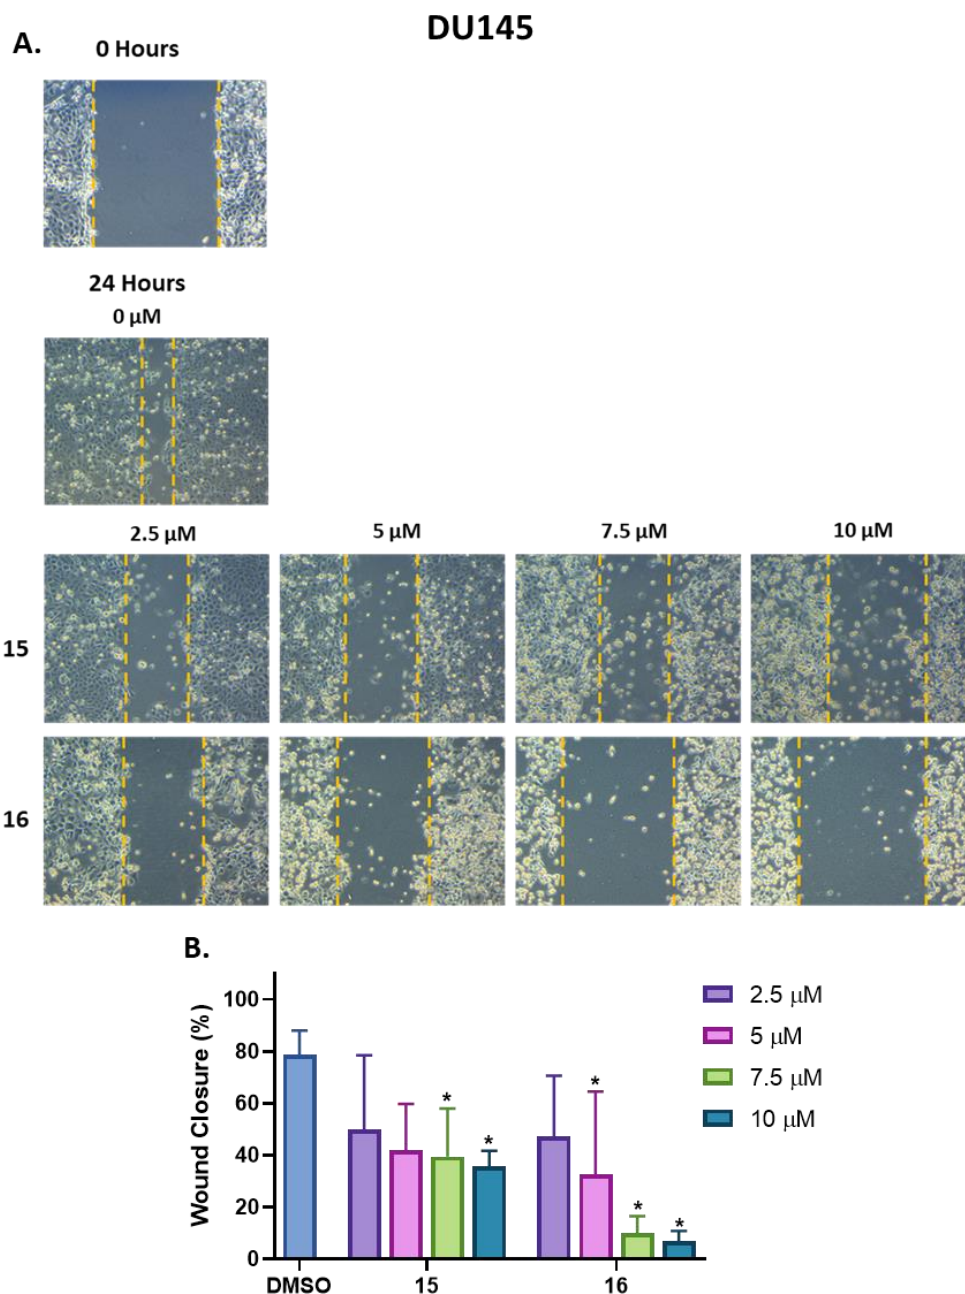 DU145
A.
0 Hours
24 Hours
0 μM
2.5 μM 5 μM 7.5 μM 10 μM
15
16
B.
Wound Closure (%)
100
80
60
40
20
0
* * * * *
DMSO 15 16
2.5 μM
5 μM
7.5 μM
10 μM